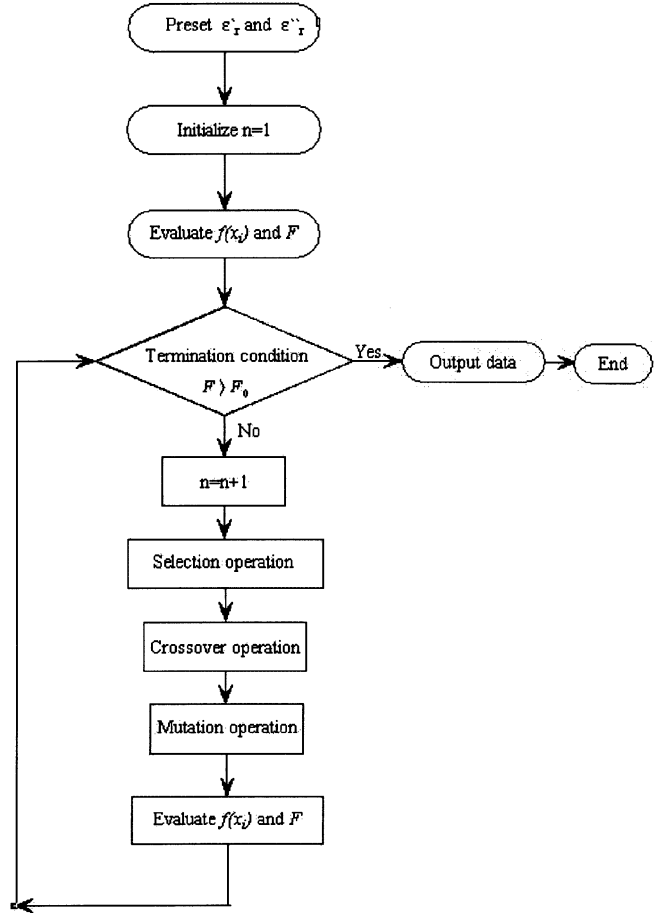 Preset ε`r and ε``r
Initialize n=1
Evaluate f(xi) and F
Termination condition
F ⟩ F0
Yes
Output data
End
No
n=n+1
Selection operation
Crossover operation
Mutation operation
Evaluate f(xi) and F